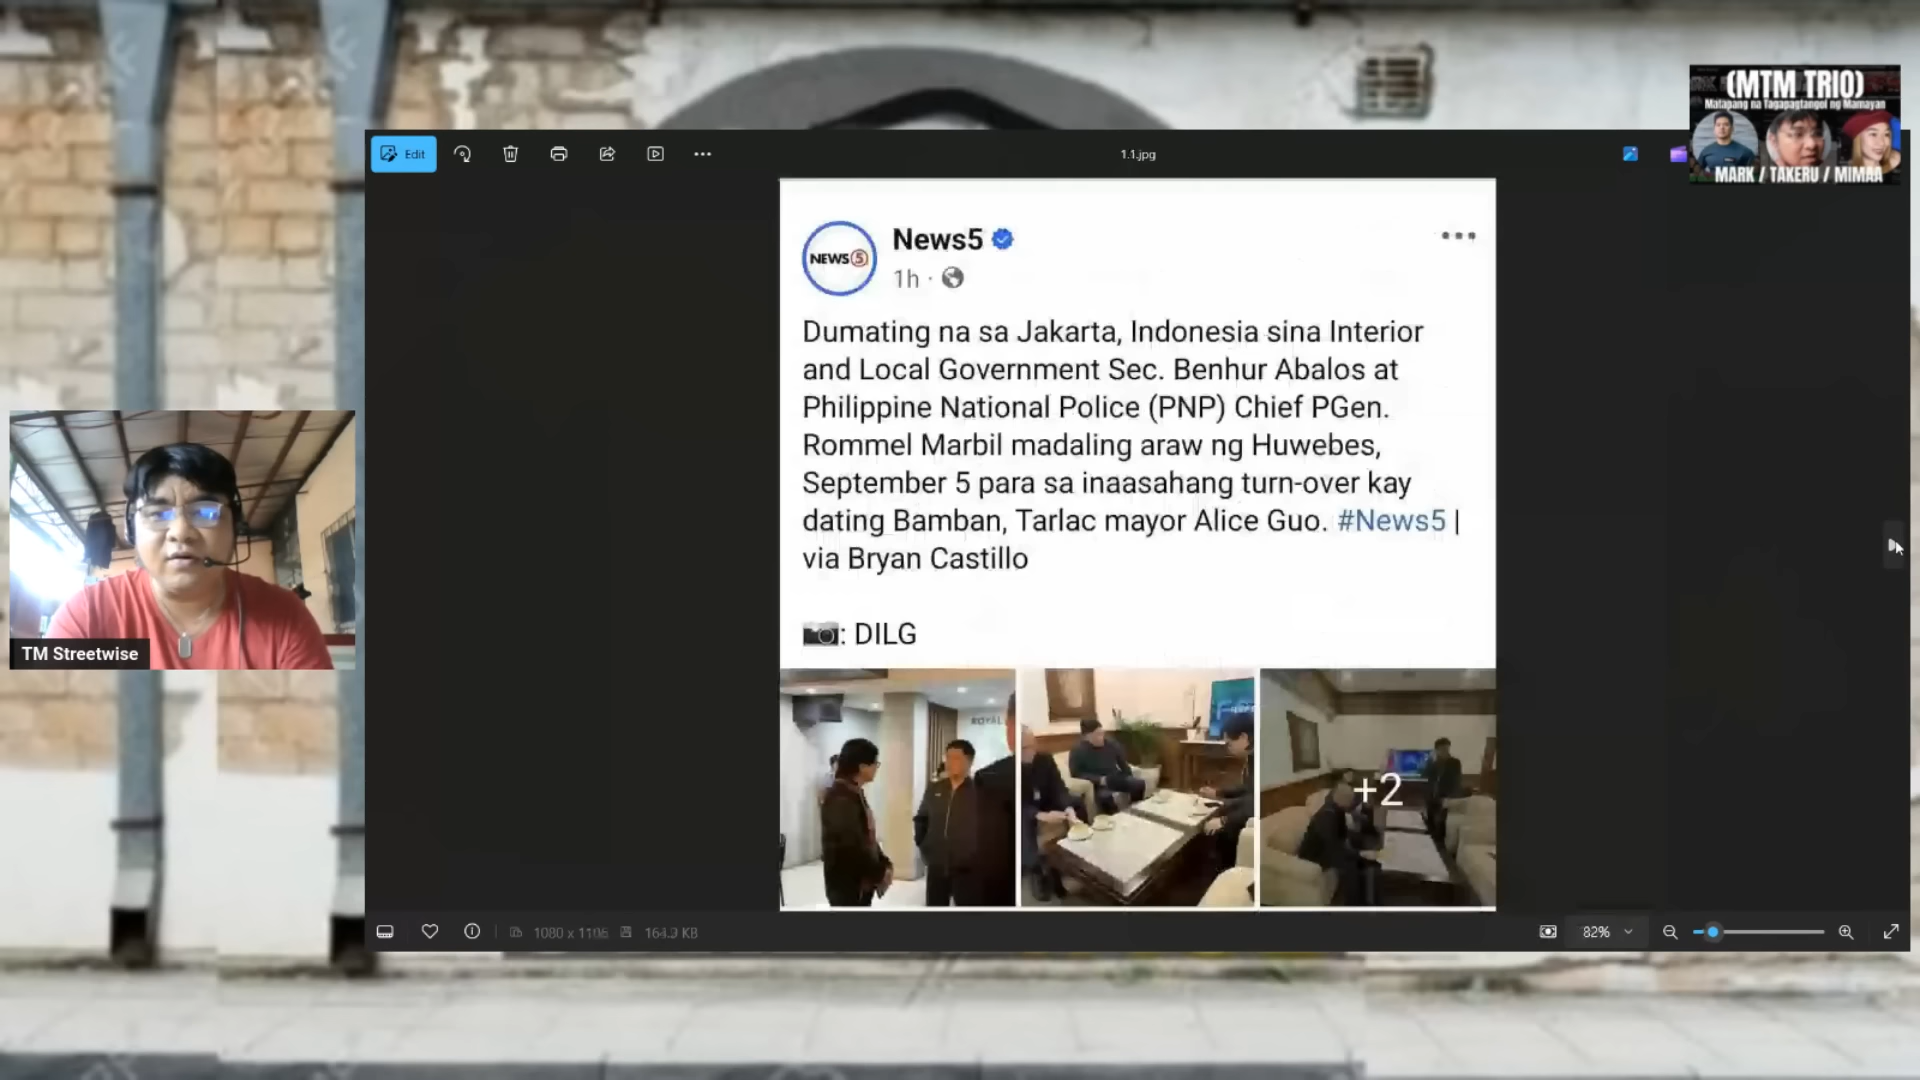 (MTM TRIO)
Matapang na Tagapagtangol ng Mamayan
MARK / TAKERU / MIMAA
Edit
1.1.jpg
NEWS5
News5
1h ·
Dumating na sa Jakarta, Indonesia sina Interior
and Local Government Sec. Benhur Abalos at
Philippine National Police (PNP) Chief PGen.
Rommel Marbil madaling araw ng Huwebes,
September 5 para sa inaasahang turn-over kay
dating Bamban, Tarlac mayor Alice Guo. #News5 |
via Bryan Castillo
: DILG
ROYAL
+2
TM Streetwise
1080 x 1106
164.9 KB
82%